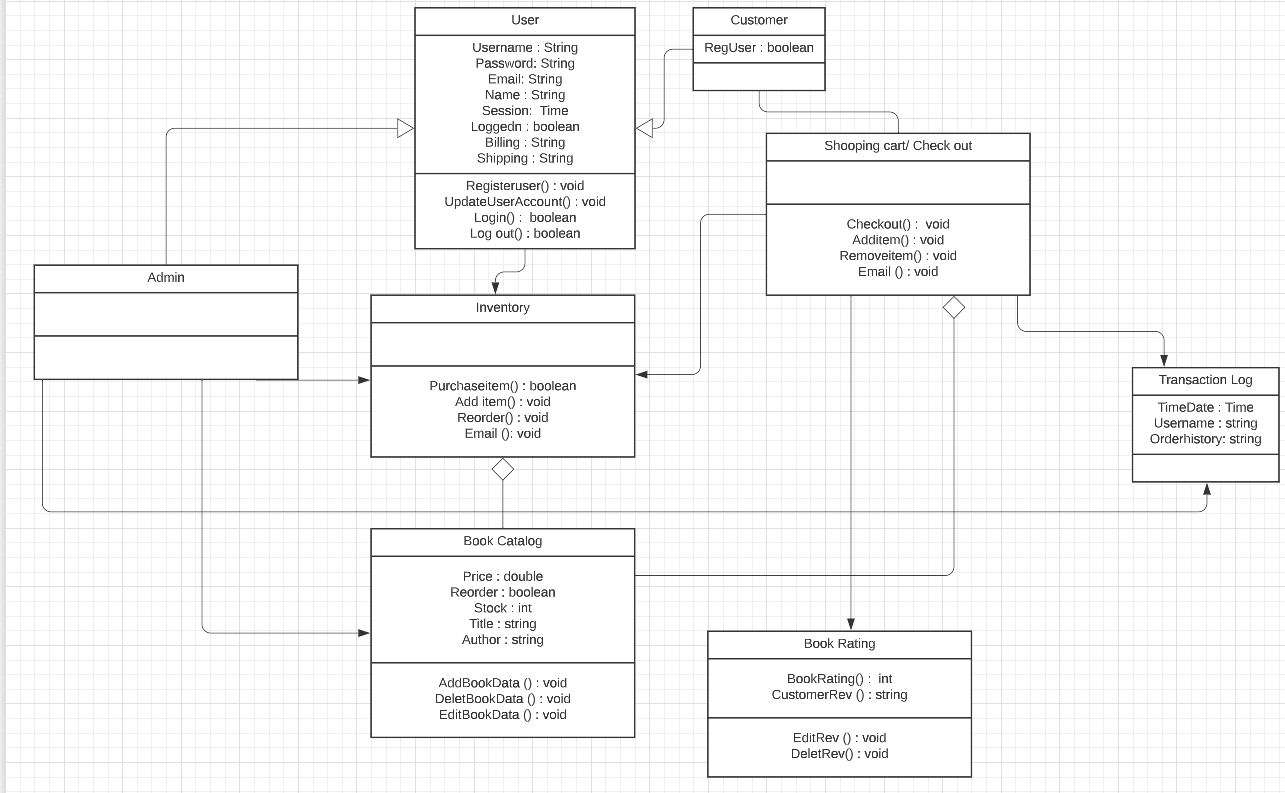 User
Username : String
Password: String
Email: String
Name : String
Session:  Time
Loggedn : boolean
Billing : String
Shipping : String
Registeruser() : void
UpdateUserAccount() : void
Login() :  boolean
Log out() : boolean
Customer
RegUser : boolean
Shooping cart/ Check out
Checkout() :  void
Additem() : void
Removeitem() : void
Email () : void
Admin
Inventory
Purchaseitem() : boolean
Add item() : void
Reorder() : void
Email (): void
Transaction Log
TimeDate : Time
Username : string
Orderhistory: string
Book Catalog
Price : double
Reorder : boolean
Stock : int
Title : string
Author : string
AddBookData () : void
DeletBookData () : void
EditBookData () : void
Book Rating
BookRating() :  int
CustomerRev () : string
EditRev () : void
DeletRev() : void